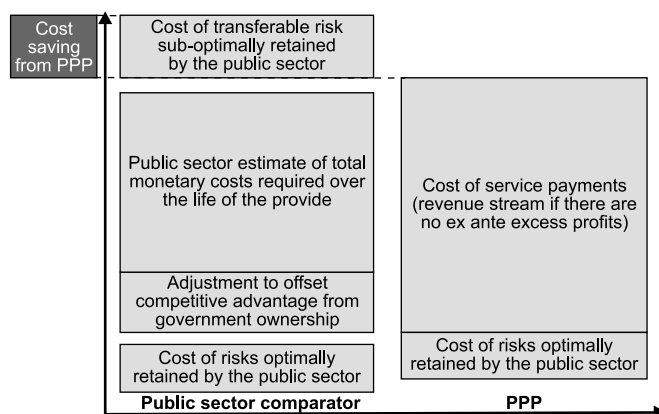 Cost
saving
from PPP
Cost of transferable risk
sub-optimally retained
by the public sector
Public sector estimate of total
monetary costs required over
the life of the provide
Adjustment to offset
competitive advantage from
government ownership
Cost of risks optimally
retained by the public sector
Cost of service payments
(revenue stream if there are
no ex ante excess profits)
Cost of risks optimally
retained by the public sector
Public sector comparator
PPP